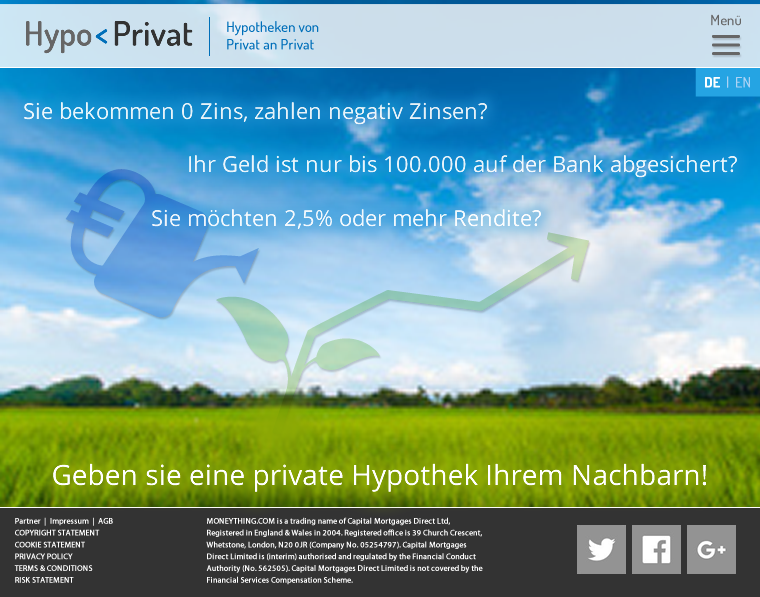 Hypo<Privat
Hypotheken von
Privat an Privat
Menü
DE | EN
Sie bekommen 0 Zins, zahlen negativ Zinsen?
Ihr Geld ist nur bis 100.000 auf der Bank abgesichert?
Sie möchten 2,5% oder mehr Rendite?
Geben sie eine private Hypothek Ihrem Nachbarn!
Partner | Impressum | AGB
COPYRIGHT STATEMENT
COOKIE STATEMENT
PRIVACY POLICY
TERMS & CONDITIONS
RISK STATEMENT
MONEYTHING.COM is a trading name of Capital Mortgages Direct Ltd,
Registered in England & Wales in 2004. Registered office is 39 Church Crescent,
Whetstone, London, N20 0JR (Company No. 05254797). Capital Mortgages
Direct Limited is (interim) authorised and regulated by the Financial Conduct
Authority (No. 562505). Capital Mortgages Direct Limited is not covered by the
Financial Services Compensation Scheme.
G+